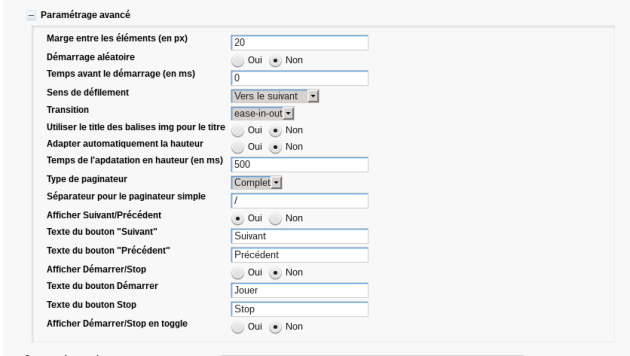 Paramétrage avancé
Marge entre les éléments (en px) 20
Démarrage aléatoire Oui Non
Temps avant le démarrage (en ms) 0
Sens de défilement Vers le suivant
Transition ease-in-out
Utiliser le title des balises img pour le titre Oui Non
Adapter automatiquement la hauteur Oui Non
Temps de l'apdatation en hauteur (en ms) 500
Type de paginateur Complet
Séparateur pour le paginateur simple /
Afficher Suivant/Précédent Oui Non
Texte du bouton "Suivant" Suivant
Texte du bouton "Précédent" Précédent
Afficher Démarrer/Stop Oui Non
Texte du bouton Démarrer Jouer
Texte du bouton Stop Stop
Afficher Démarrer/Stop en toggle Oui Non